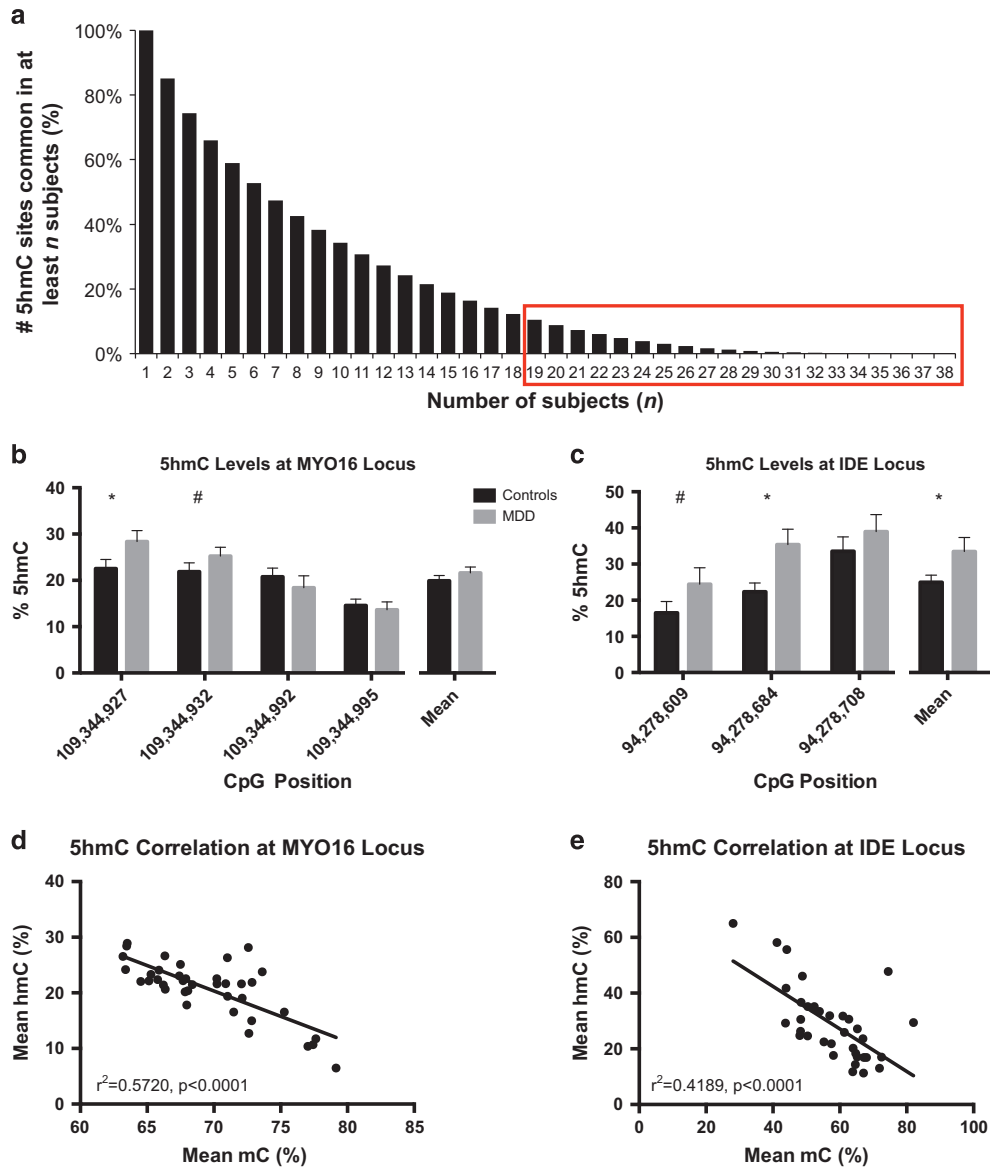 a
# 5hmC sites common in at
least n subjects (%)
100%
80%
60%
40%
20%
0%
1 2 3 4 5 6 7 8 9 10 11 12 13 14 15 16 17 18 19 20 21 22 23 24 25 26 27 28 29 30 31 32 33 34 35 36 37 38
Number of subjects (n)
b
5hmC Levels at MYO16 Locus
% 5hmC
40
30
20
10
0
*
#
Controls
MDD
109,344,927
109,344,932
109,344,992
109,344,995
Mean
CpG Position
c
5hmC Levels at IDE Locus
% 5hmC
50
40
30
20
10
0
#
*
*
94,278,609
94,278,684
94,278,708
Mean
CpG Position
d
5hmC Correlation at MYO16 Locus
Mean hmC (%)
40
30
20
10
0
r²=0.5720, p<0.0001
60 65 70 75 80 85
Mean mC (%)
e
5hmC Correlation at IDE Locus
Mean hmC (%)
80
60
40
20
0
r²=0.4189, p<0.0001
0 20 40 60 80 100
Mean mC (%)